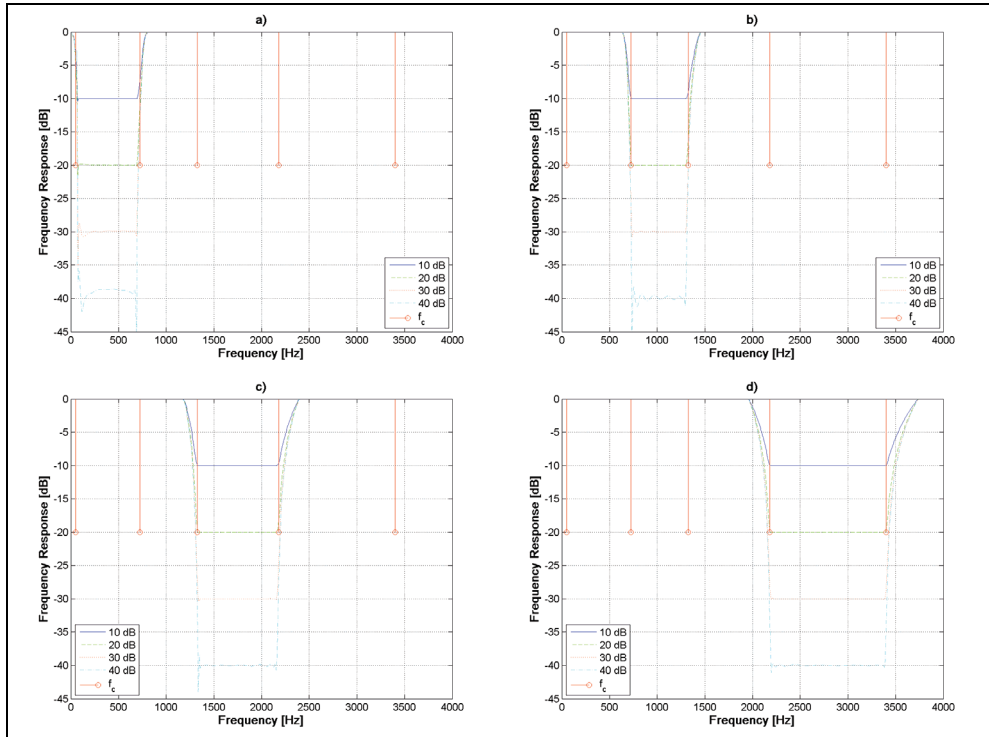 a)
Frequency Response [dB]
0
-5
-10
-15
-20
-25
-30
-35
-40
-45
10 dB
20 dB
30 dB
40 dB
fc
0 500 1000 1500 2000 2500 3000 3500 4000
Frequency [Hz]
b)
Frequency Response [dB]
0
-5
-10
-15
-20
-25
-30
-35
-40
-45
10 dB
20 dB
30 dB
40 dB
fc
0 500 1000 1500 2000 2500 3000 3500 4000
Frequency [Hz]
c)
Frequency Response [dB]
0
-5
-10
-15
-20
-25
-30
-35
-40
-45
10 dB
20 dB
30 dB
40 dB
fc
0 500 1000 1500 2000 2500 3000 3500 4000
Frequency [Hz]
d)
Frequency Response [dB]
0
-5
-10
-15
-20
-25
-30
-35
-40
-45
10 dB
20 dB
30 dB
40 dB
fc
0 500 1000 1500 2000 2500 3000 3500 4000
Frequency [Hz]